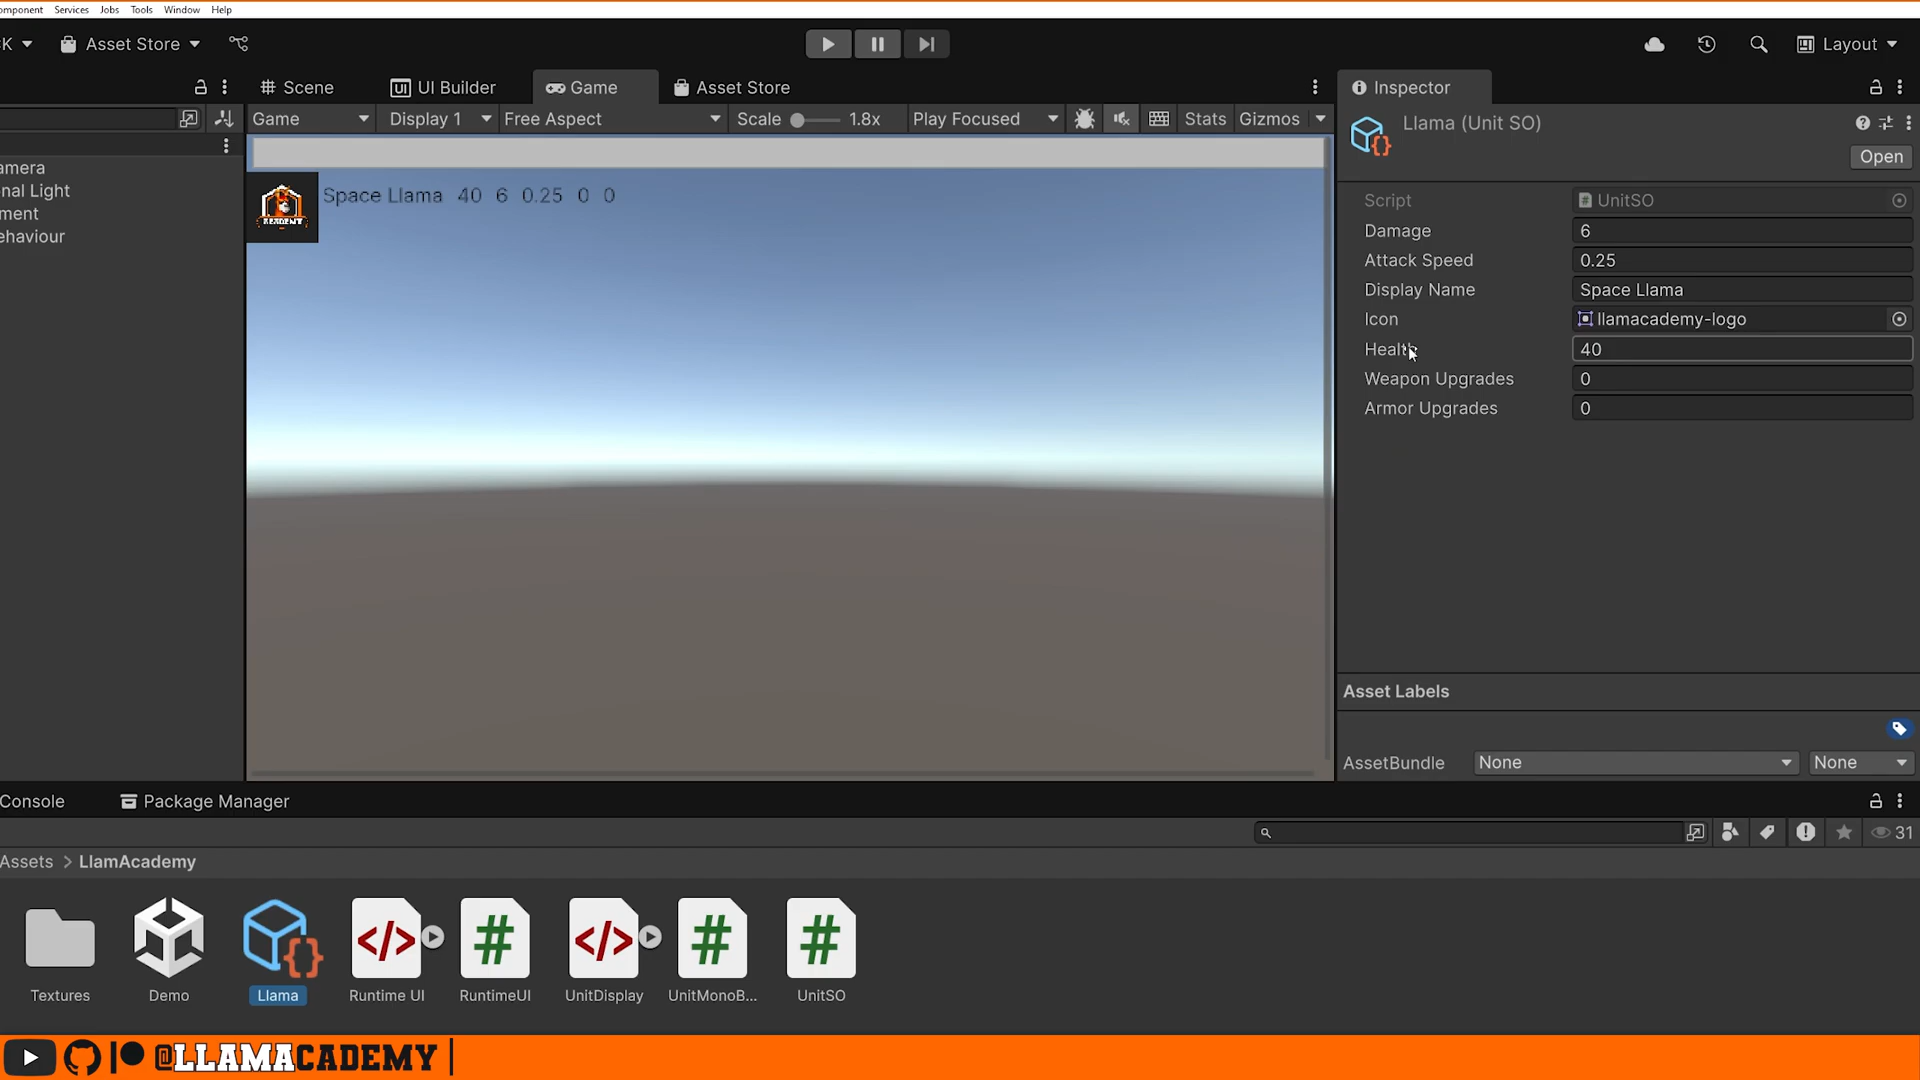 omponent Services Jobs Tools Window Help
K Asset Store Layout
Scene UI Builder Game Asset Store Inspector
Game Display 1 Free Aspect Scale 1.8x Play Focused Stats Gizmos
Llama (Unit SO)
Open
amera
onal Light
ment
ehaviour
ACADEMY
Space Llama 40 6 0.25 0 0
Script UnitSO
Damage 6
Attack Speed 0.25
Display Name Space Llama
Icon llamacademy-logo
Health 40
Weapon Upgrades 0
Armor Upgrades 0
Asset Labels
AssetBundle None None
Console Package Manager
31
Assets > LlamAcademy
Textures Demo Llama Runtime UI RuntimeUI UnitDisplay UnitMonoB... UnitSO
@LLAMACADEMY